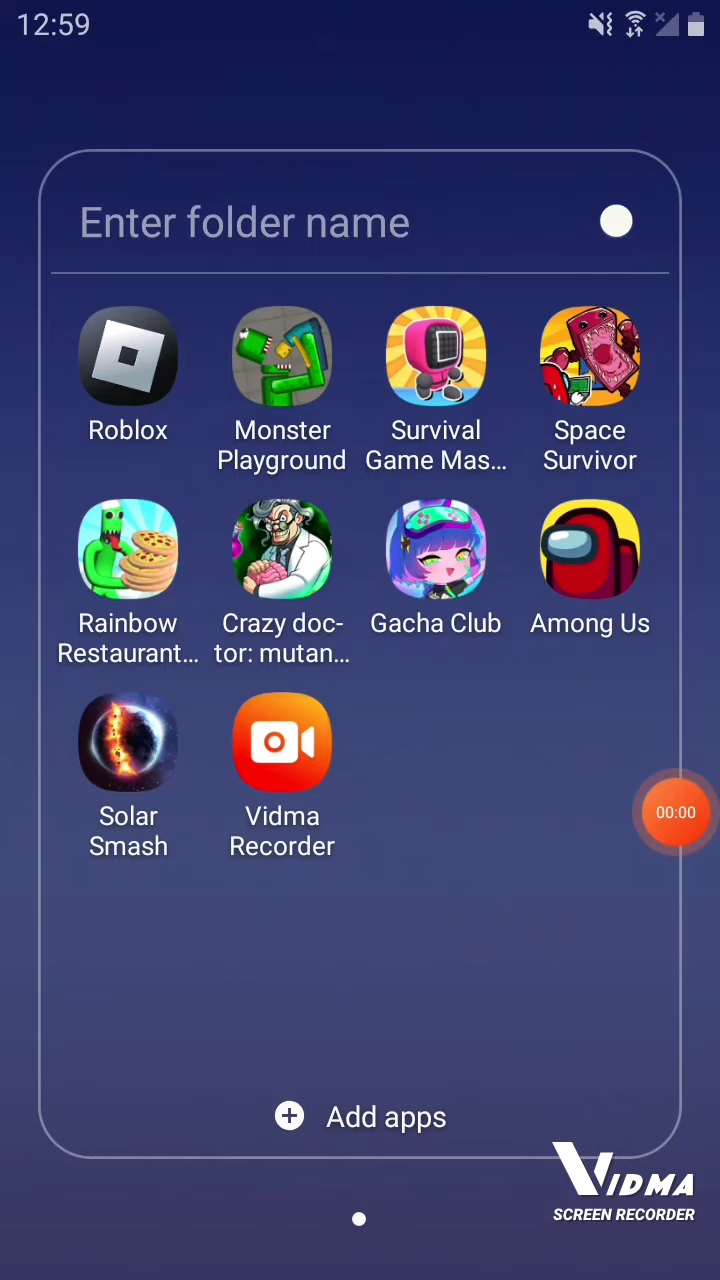 12:59
Enter folder name
Roblox
Monster
Playground
Survival
Game Mas...
Space
Survivor
Rainbow
Restaurant...
Crazy doc-
tor: mutan...
Gacha Club
Among Us
Solar
Smash
Vidma
Recorder
00:00
Add apps
VIDMA
SCREEN RECORDER